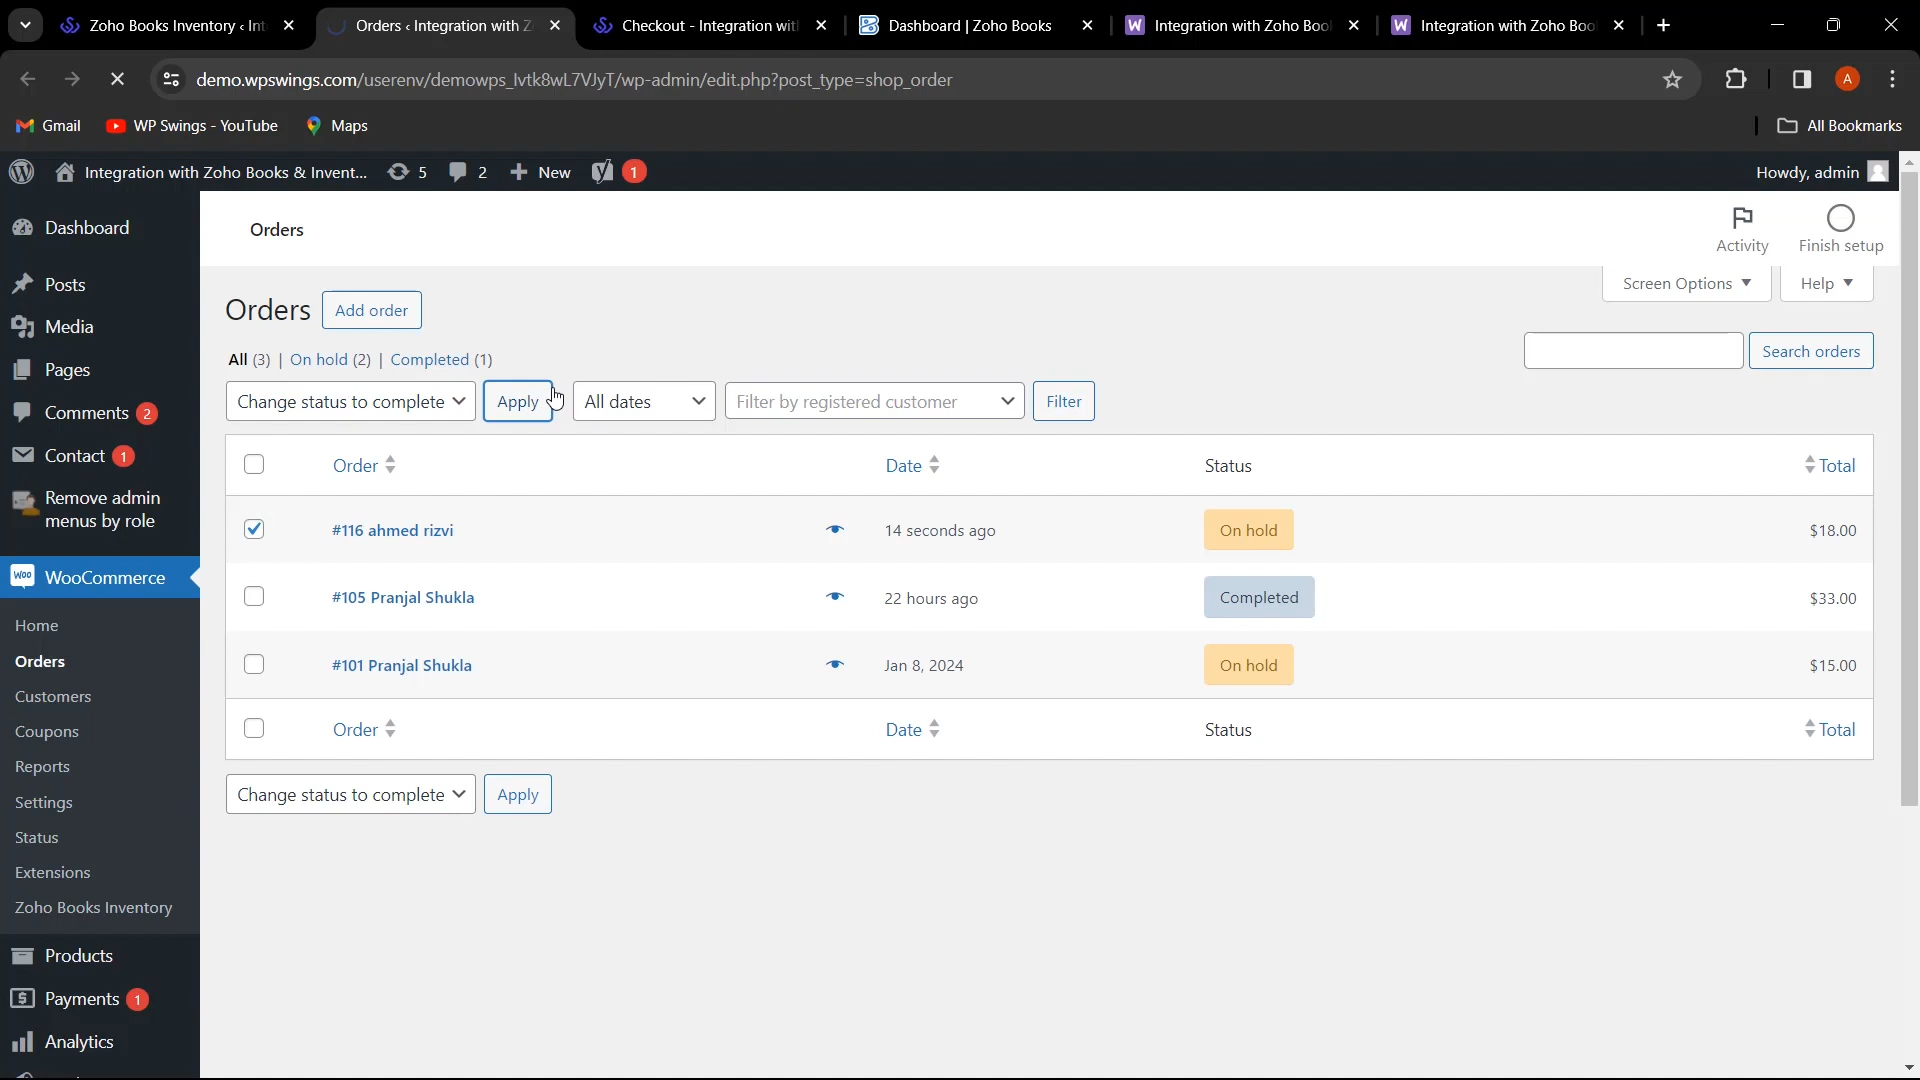 Zoho Books Inventory ‹ Int
Orders ‹ Integration with Z
Checkout - Integration wit
Dashboard | Zoho Books
Integration with Zoho Boo
Integration with Zoho Boo
demo.wpswings.com/userenv/demowps_lvtk8wL7VJyT/wp-admin/edit.php?post_type=shop_order
A
Gmail
WP Swings - YouTube
Maps
All Bookmarks
Integration with Zoho Books & Invent...
5
2
New
1
Howdy, admin
Dashboard
Posts
Media
Pages
Comments 2
Contact 1
Remove admin
menus by role
WooCommerce
Home
Orders
Customers
Coupons
Reports
Settings
Status
Extensions
Zoho Books Inventory
Products
Payments 1
Analytics
Orders
Activity
Finish setup
Screen Options
Help
Orders
Add order
All (3) | On hold (2) | Completed (1)
Search orders
Change status to complete
Apply
All dates
Filter by registered customer
Filter
Order Date Status Total
#116 ahmed rizvi 14 seconds ago On hold $18.00
#105 Pranjal Shukla 22 hours ago Completed $33.00
#101 Pranjal Shukla Jan 8, 2024 On hold $15.00
Order Date Status Total
Change status to complete
Apply